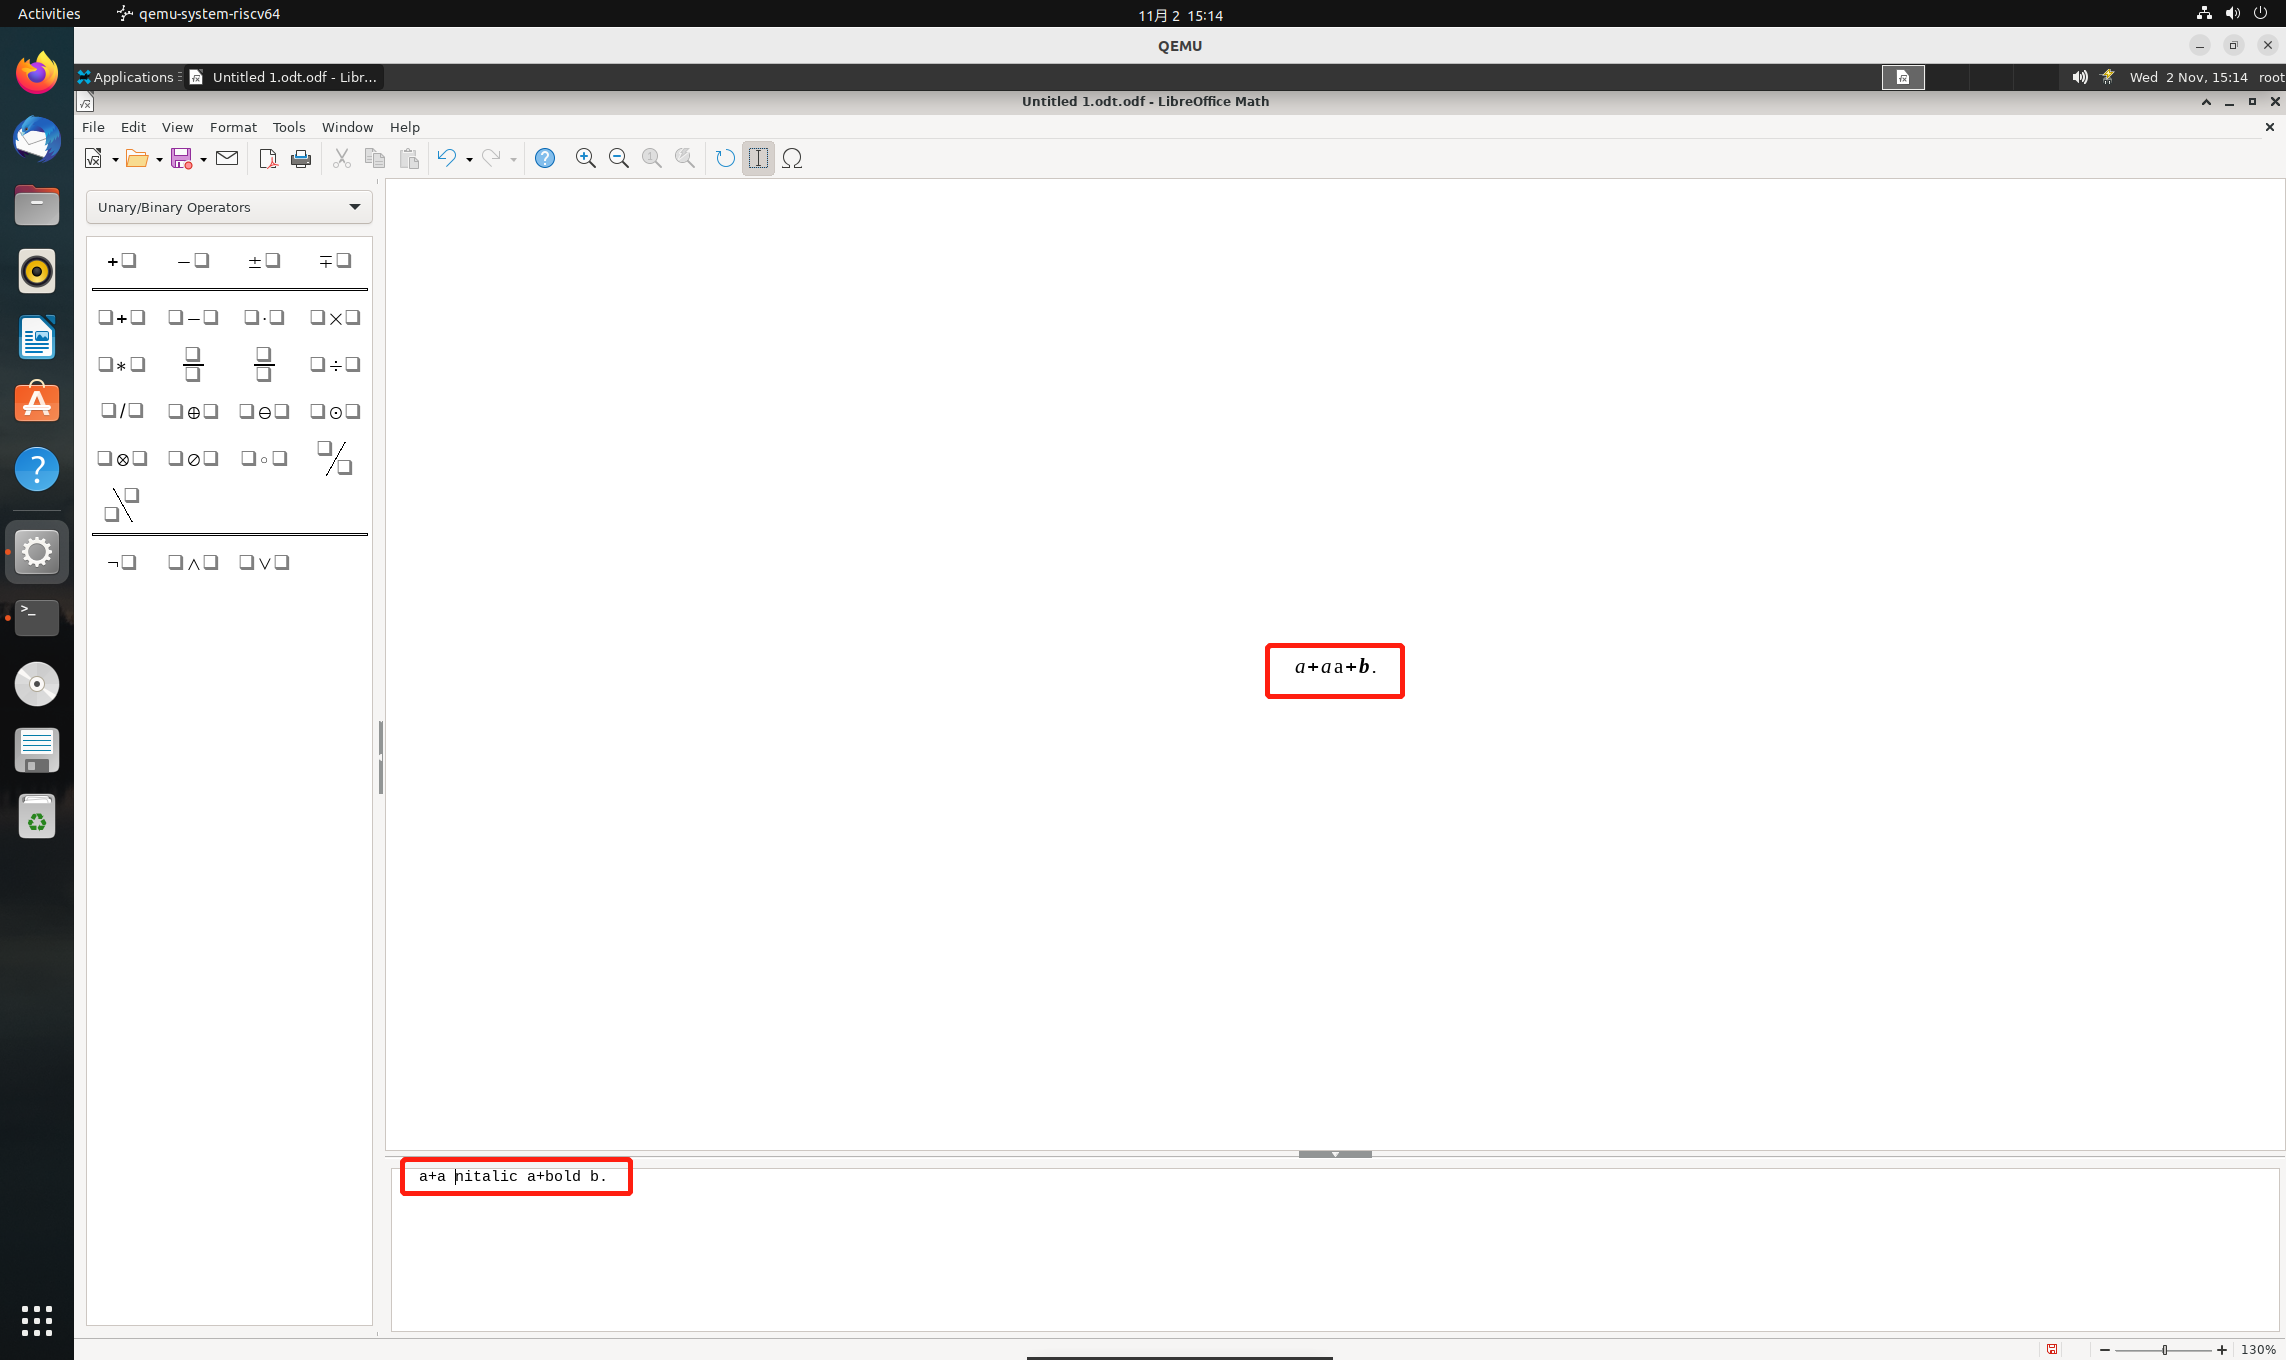 Activities qemu-system-riscv64 11月 2 15:14
QEMU
Applications Untitled 1.odt.odf - Libr... Wed 2 Nov, 15:14 root
Untitled 1.odt.odf - LibreOffice Math
File Edit View Format Tools Window Help
Unary/Binary Operators
+❏ −❏ ±❏ ∓❏
❏+❏ ❏−❏ ❏·❏ ❏×❏
❏∗❏ ❏/❏ ❏/❏ ❏÷❏
❏/❏ ❏⊕❏ ❏⊖❏ ❏⊙❏
❏⊗❏ ❏⊘❏ ❏∘❏ ❏/❏
❏\❏
¬❏ ❏∧❏ ❏∨❏
a+aa+b.
a+a nitalic a+bold b.
130%